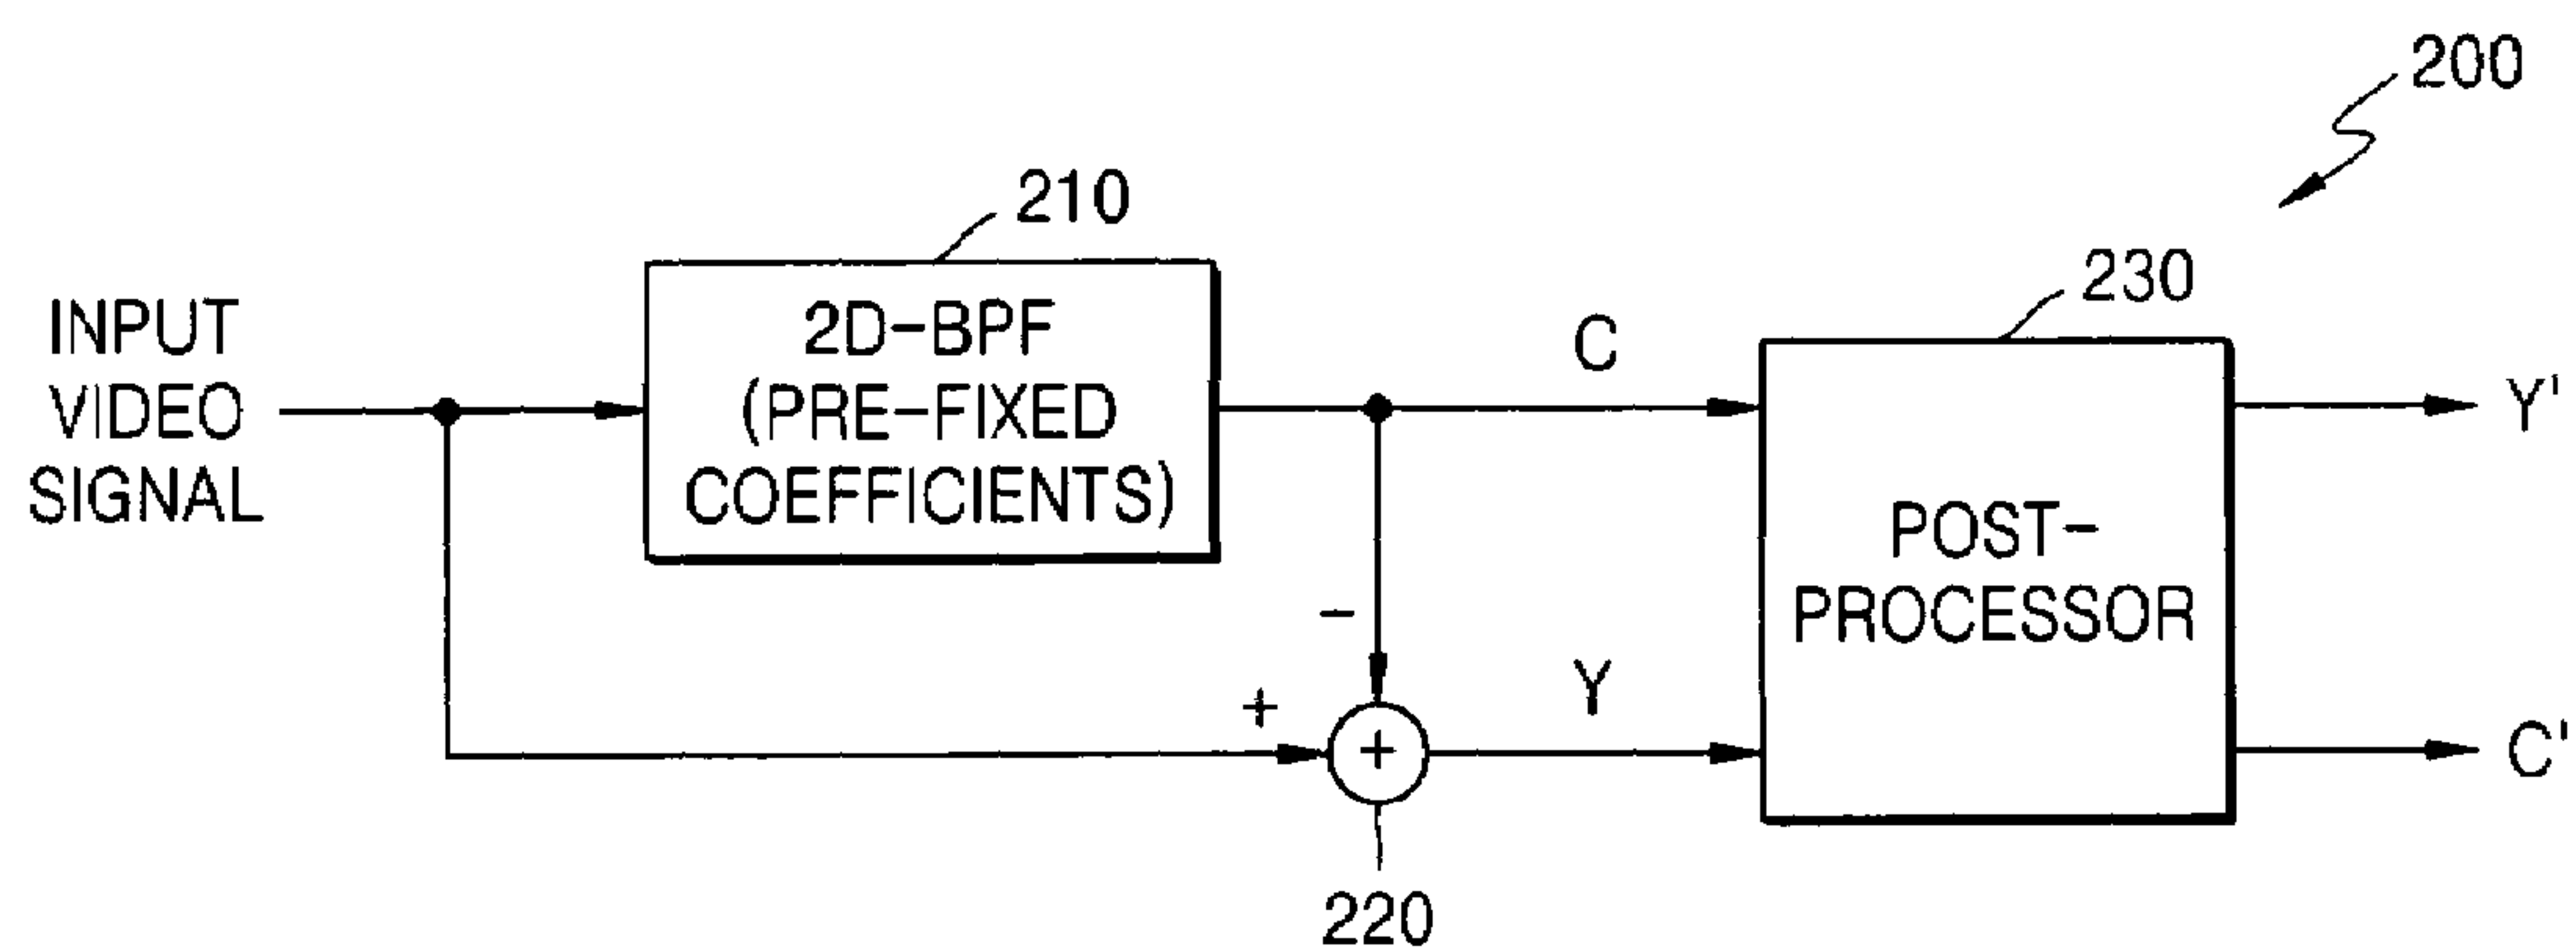 200
210
230
INPUT
VIDEO
SIGNAL
2D-BPF
(PRE-FIXED
COEFFICIENTS)
C
Y'
POST-
PROCESSOR
-
+
+
Y
C'
220